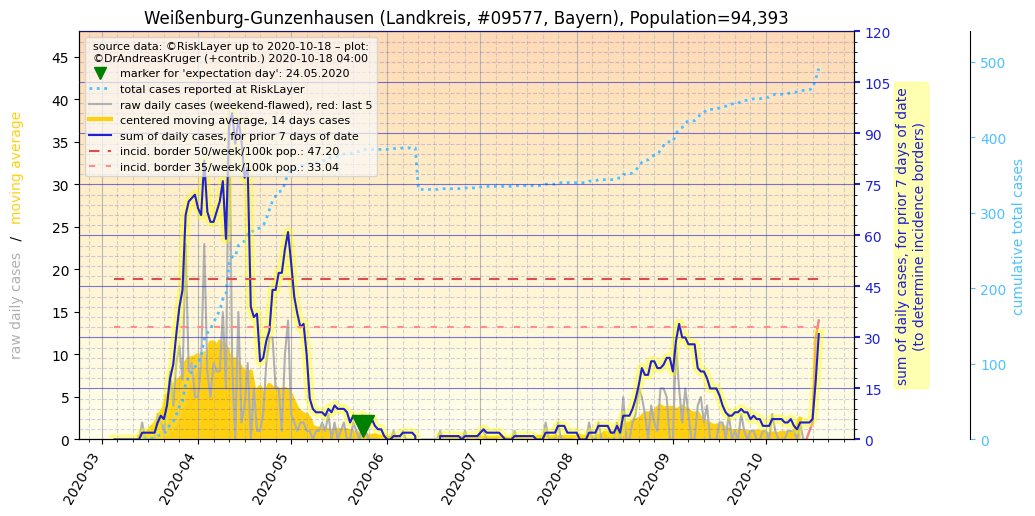 Weißenburg-Gunzenhausen (Landkreis, #09577, Bayern), Population=94,393
source data: ©RiskLayer up to 2020-10-18 – plot:
©DrAndreasKruger (+contrib.) 2020-10-18 04:00
marker for 'expectation day': 24.05.2020
total cases reported at RiskLayer
raw daily cases (weekend-flawed), red: last 5
centered moving average, 14 days cases
sum of daily cases, for prior 7 days of date
incid. border 50/week/100k pop.: 47.20
incid. border 35/week/100k pop.: 33.04
raw daily cases / moving average
45
40
35
30
25
20
15
10
5
0
2020-03
2020-04
2020-05
2020-06
2020-07
2020-08
2020-09
2020-10
120
105
90
75
60
45
30
15
0
sum of daily cases, for prior 7 days of date
(to determine incidence borders)
500
400
300
200
100
0
cumulative total cases